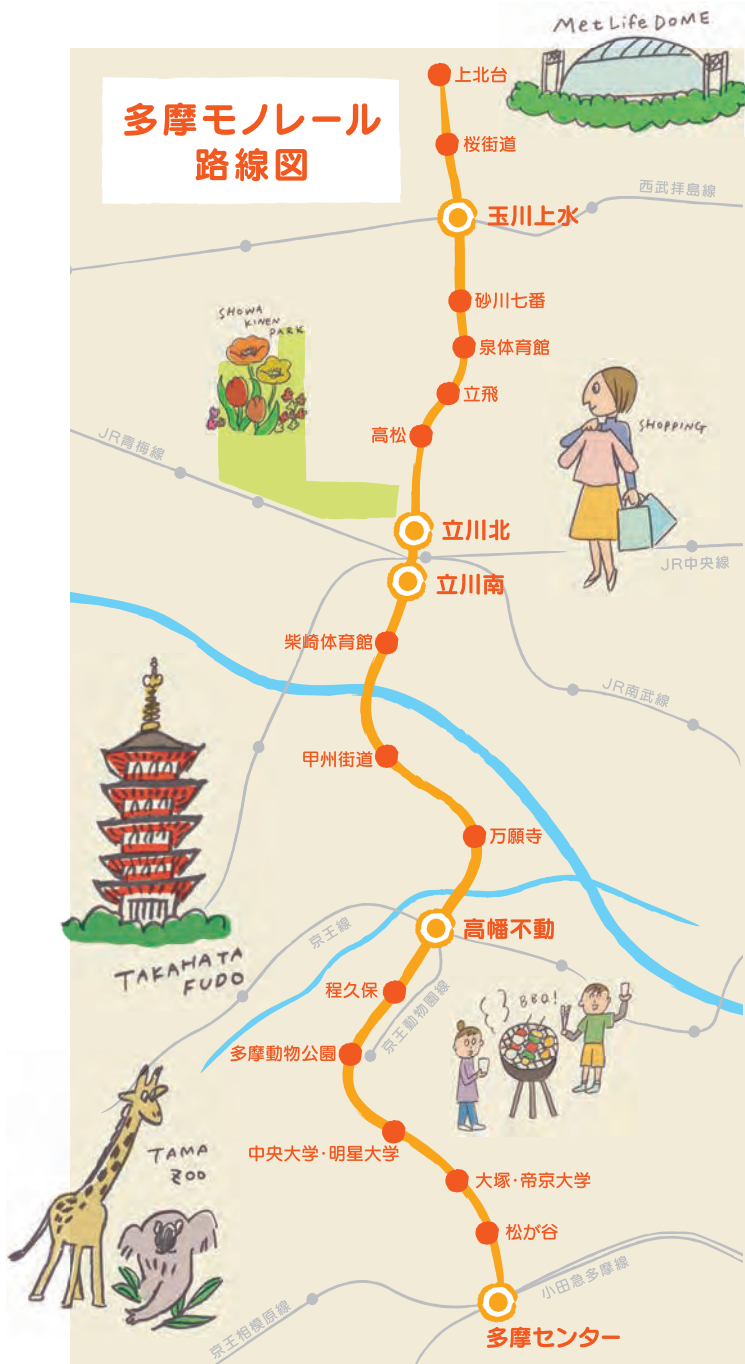 MetLife DOME
多摩モノレール
路線図
上北台
桜街道
西武拝島線
玉川上水
砂川七番
SHOWA
KINEN
PARK
泉体育館
立飛
高松
SHOPPING
JR青梅線
立川北
JR中央線
立川南
柴崎体育館
JR南武線
甲州街道
万願寺
京王線
高幡不動
TAKAHATA
FUDO
程久保
京王動物園線
BBQ!
多摩動物公園
TAMA
ZOO
中央大学・明星大学
大塚・帝京大学
松が谷
小田急多摩線
京王相模原線
多摩センター